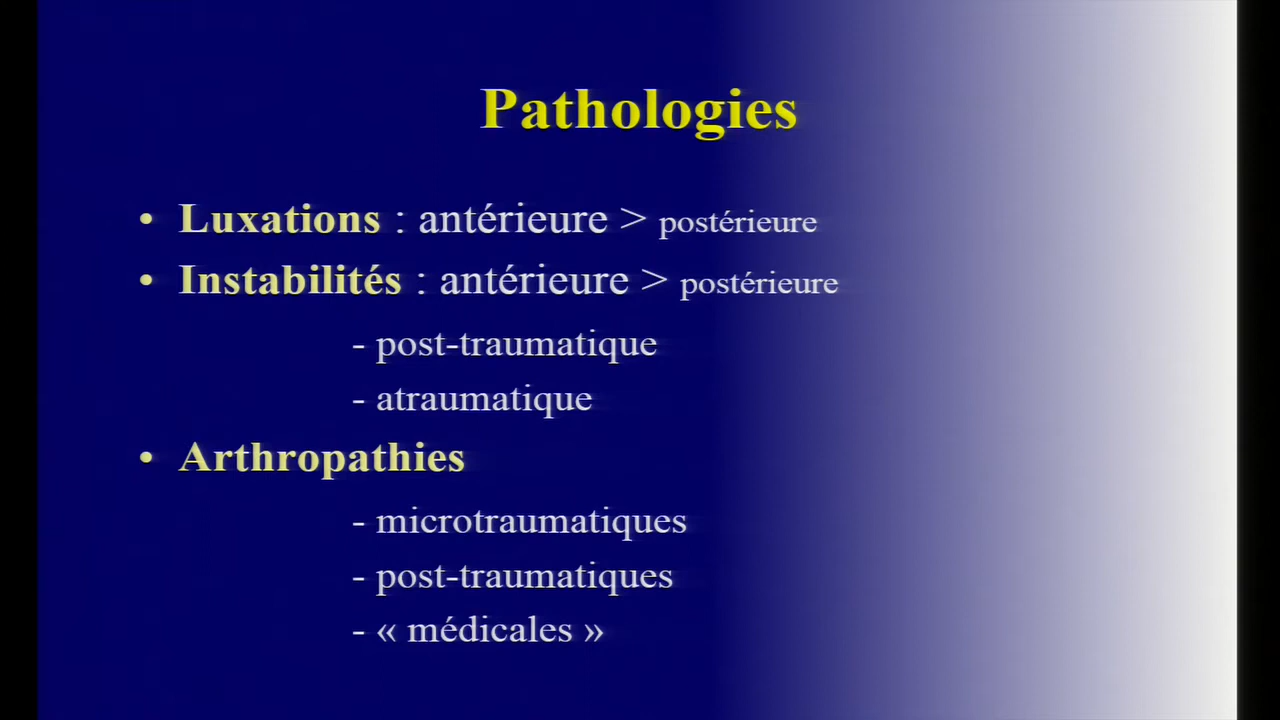 Pathologies
• Luxations : antérieure > postérieure
• Instabilités : antérieure > postérieure
- post-traumatique
- atraumatique
• Arthropathies
- microtraumatiques
- post-traumatiques
- « médicales »